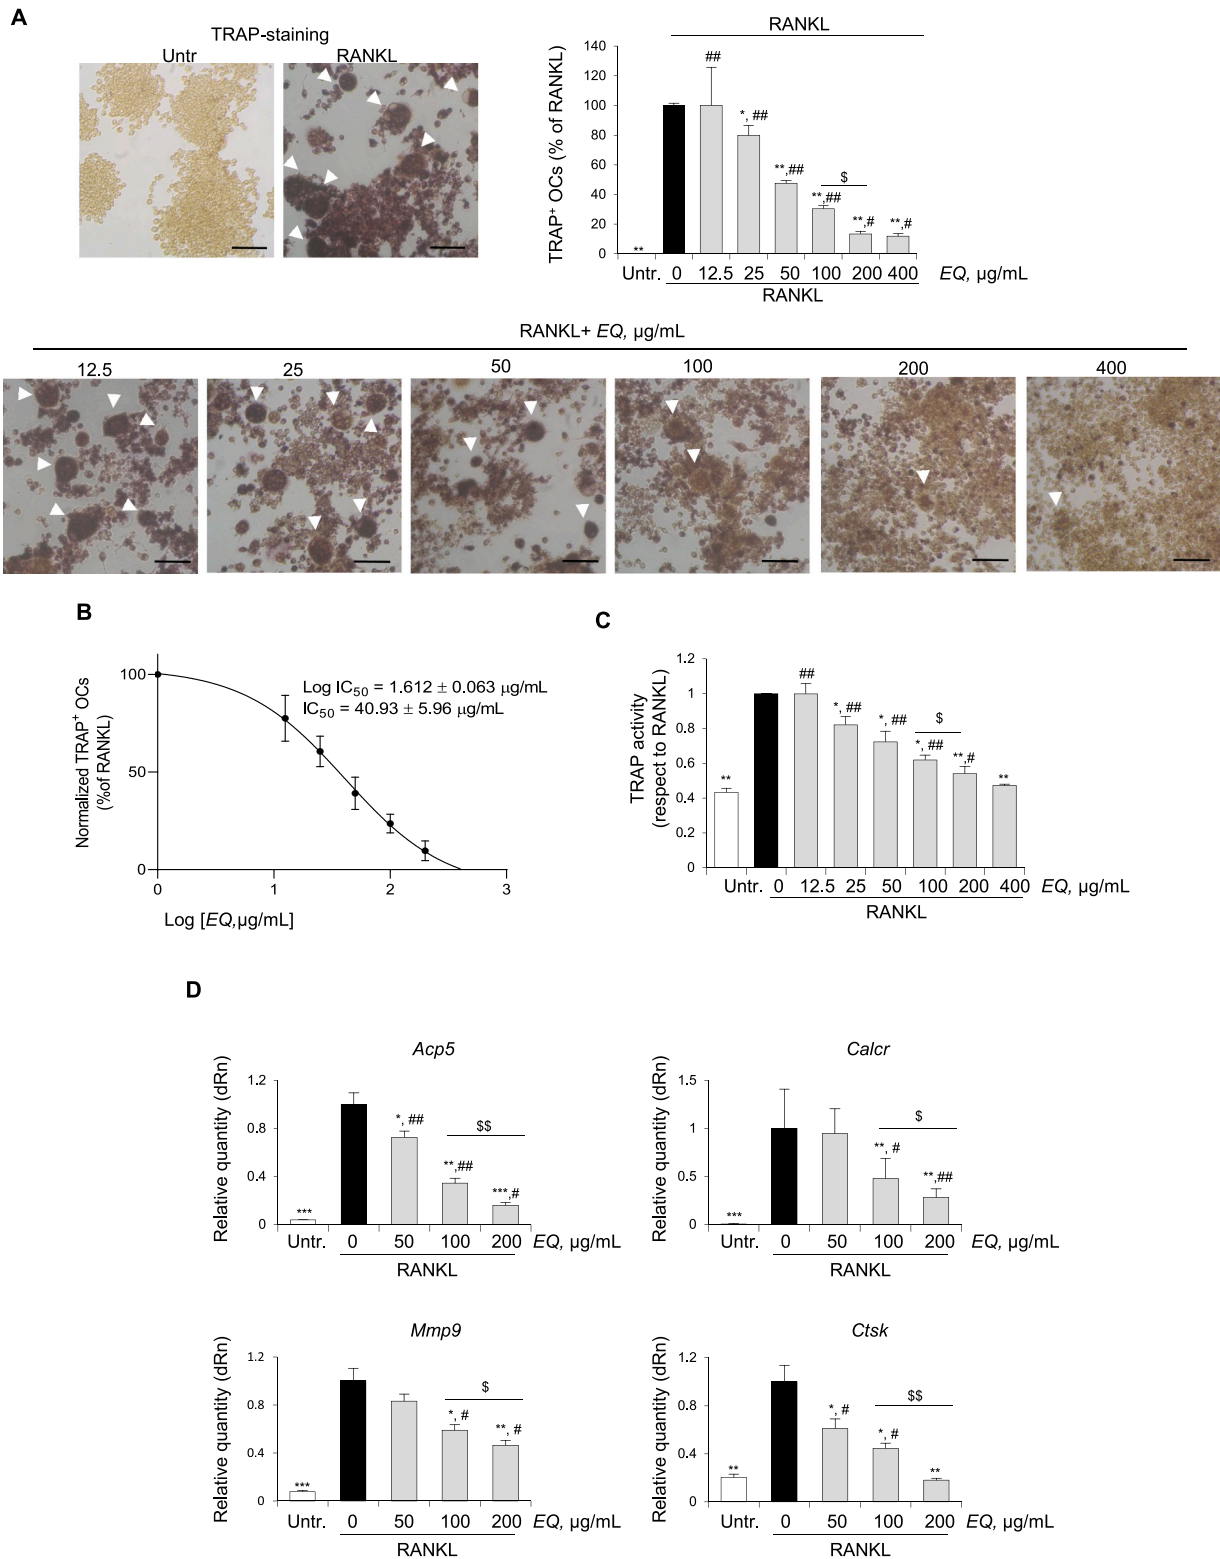 A
TRAP-staining
Untr
RANKL
RANKL
TRAP+ OCs (% of RANKL)
140
120
100
80
60
40
20
0
**
##
*, ##
**,##
**,##
$
**,#
**,#
Untr. 0 12.5 25 50 100 200 400 EQ, µg/mL
RANKL
RANKL+ EQ, µg/mL
12.5 25 50 100 200 400
B
Normalized TRAP+ OCs
(%of RANKL)
100
50
0
Log IC50 = 1.612 ± 0.063 µg/mL
IC50 = 40.93 ± 5.96 µg/mL
0 1 2 3
Log [EQ,µg/mL]
C
TRAP activity
(respect to RANKL)
1.2
1
0.8
0.6
0.4
0.2
0
**
##
*, ##
*, ##
$
*, ##
**,#
**
Untr. 0 12.5 25 50 100 200 400 EQ, µg/mL
RANKL
D
Acp5
Relative quantity (dRn)
1.2
0.8
0.4
0
***
*, ##
$$
**,##
***,#
Untr. 0 50 100 200 EQ, µg/mL
RANKL
Calcr
Relative quantity (dRn)
1.5
1
0.5
0
***
$
**, #
**,##
Untr. 0 50 100 200 EQ, µg/mL
RANKL
Mmp9
Relative quantity (dRn)
1.2
0.8
0.4
0
***
$
*, #
**, #
Untr. 0 50 100 200 EQ, µg/mL
RANKL
Ctsk
Relative quantity (dRn)
1.2
0.8
0.4
0
**
*, #
$$
*, #
**
Untr. 0 50 100 200 EQ, µg/mL
RANKL